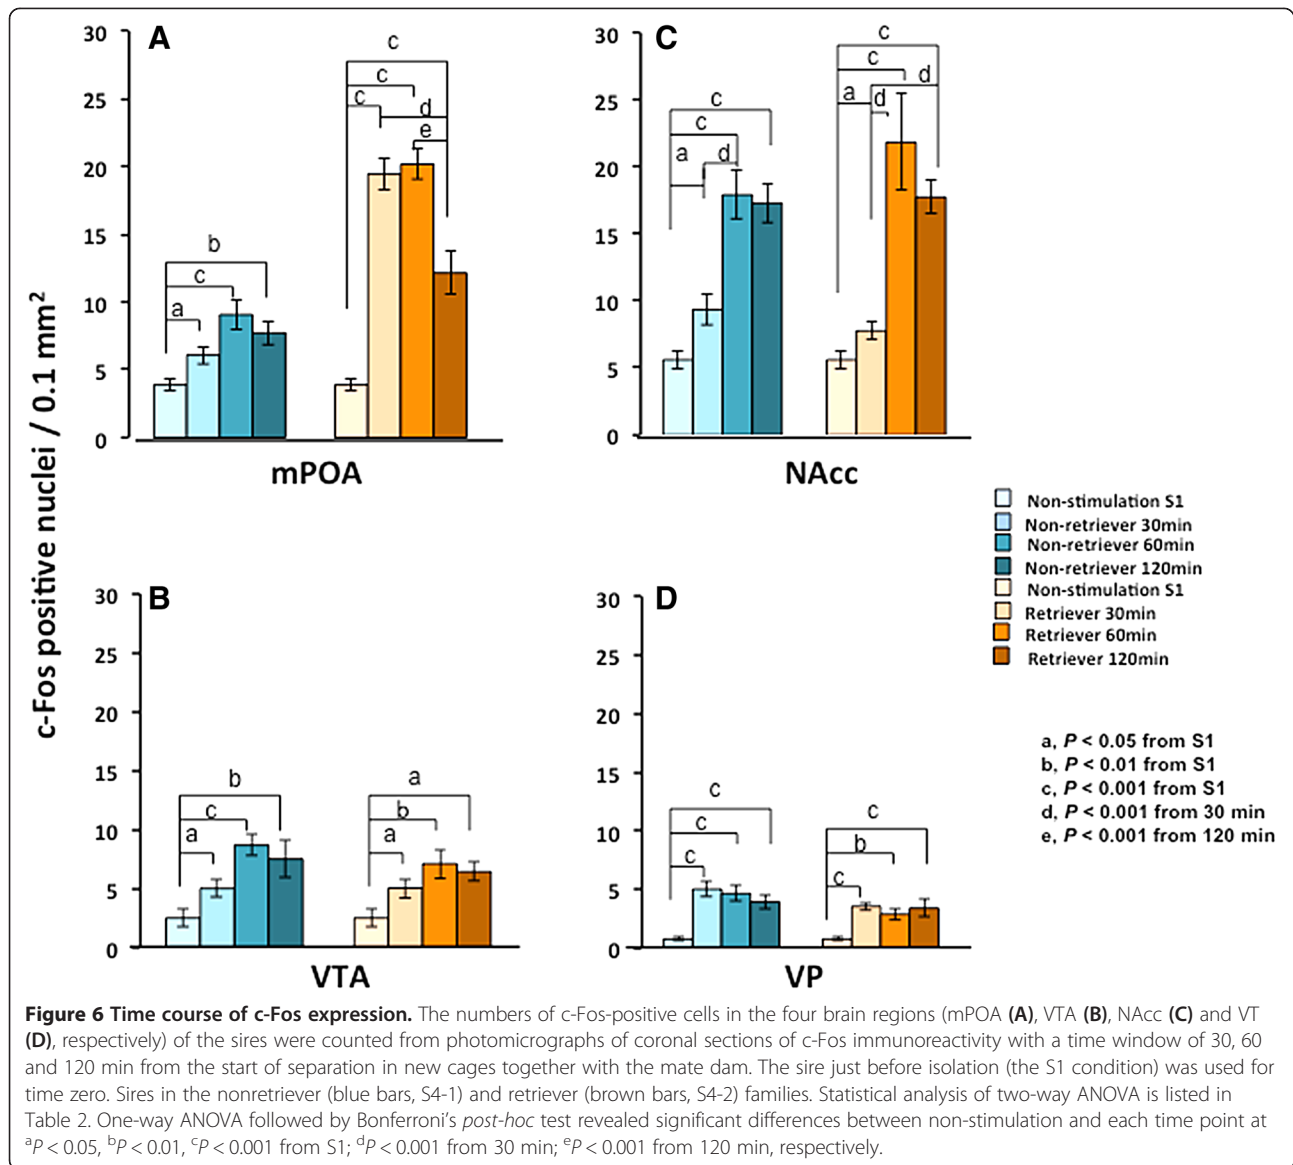 c-Fos positive nuclei / 0.1 mm²
A
30
25
20
15
10
5
0
a
c
b
c
c
c
d
e
mPOA
C
30
25
20
15
10
5
0
a
c
d
c
a
c
d
c
d
NAcc
Non-stimulation S1
Non-retriever 30min
Non-retriever 60min
Non-retriever 120min
Non-stimulation S1
Retriever 30min
Retriever 60min
Retriever 120min
B
30
25
20
15
10
5
0
a
c
b
a
b
a
VTA
D
30
25
20
15
10
5
0
c
c
c
c
b
c
VP
a, P < 0.05 from S1
b, P < 0.01 from S1
c, P < 0.001 from S1
d, P < 0.001 from 30 min
e, P < 0.001 from 120 min
Figure 6 Time course of c-Fos expression. The numbers of c-Fos-positive cells in the four brain regions (mPOA (A), VTA (B), NAcc (C) and VT
(D), respectively) of the sires were counted from photomicrographs of coronal sections of c-Fos immunoreactivity with a time window of 30, 60
and 120 min from the start of separation in new cages together with the mate dam. The sire just before isolation (the S1 condition) was used for
time zero. Sires in the nonretriever (blue bars, S4-1) and retriever (brown bars, S4-2) families. Statistical analysis of two-way ANOVA is listed in
Table 2. One-way ANOVA followed by Bonferroni's post-hoc test revealed significant differences between non-stimulation and each time point at
ᵃP < 0.05, ᵇP < 0.01, ᶜP < 0.001 from S1; ᵈP < 0.001 from 30 min; ᵉP < 0.001 from 120 min, respectively.